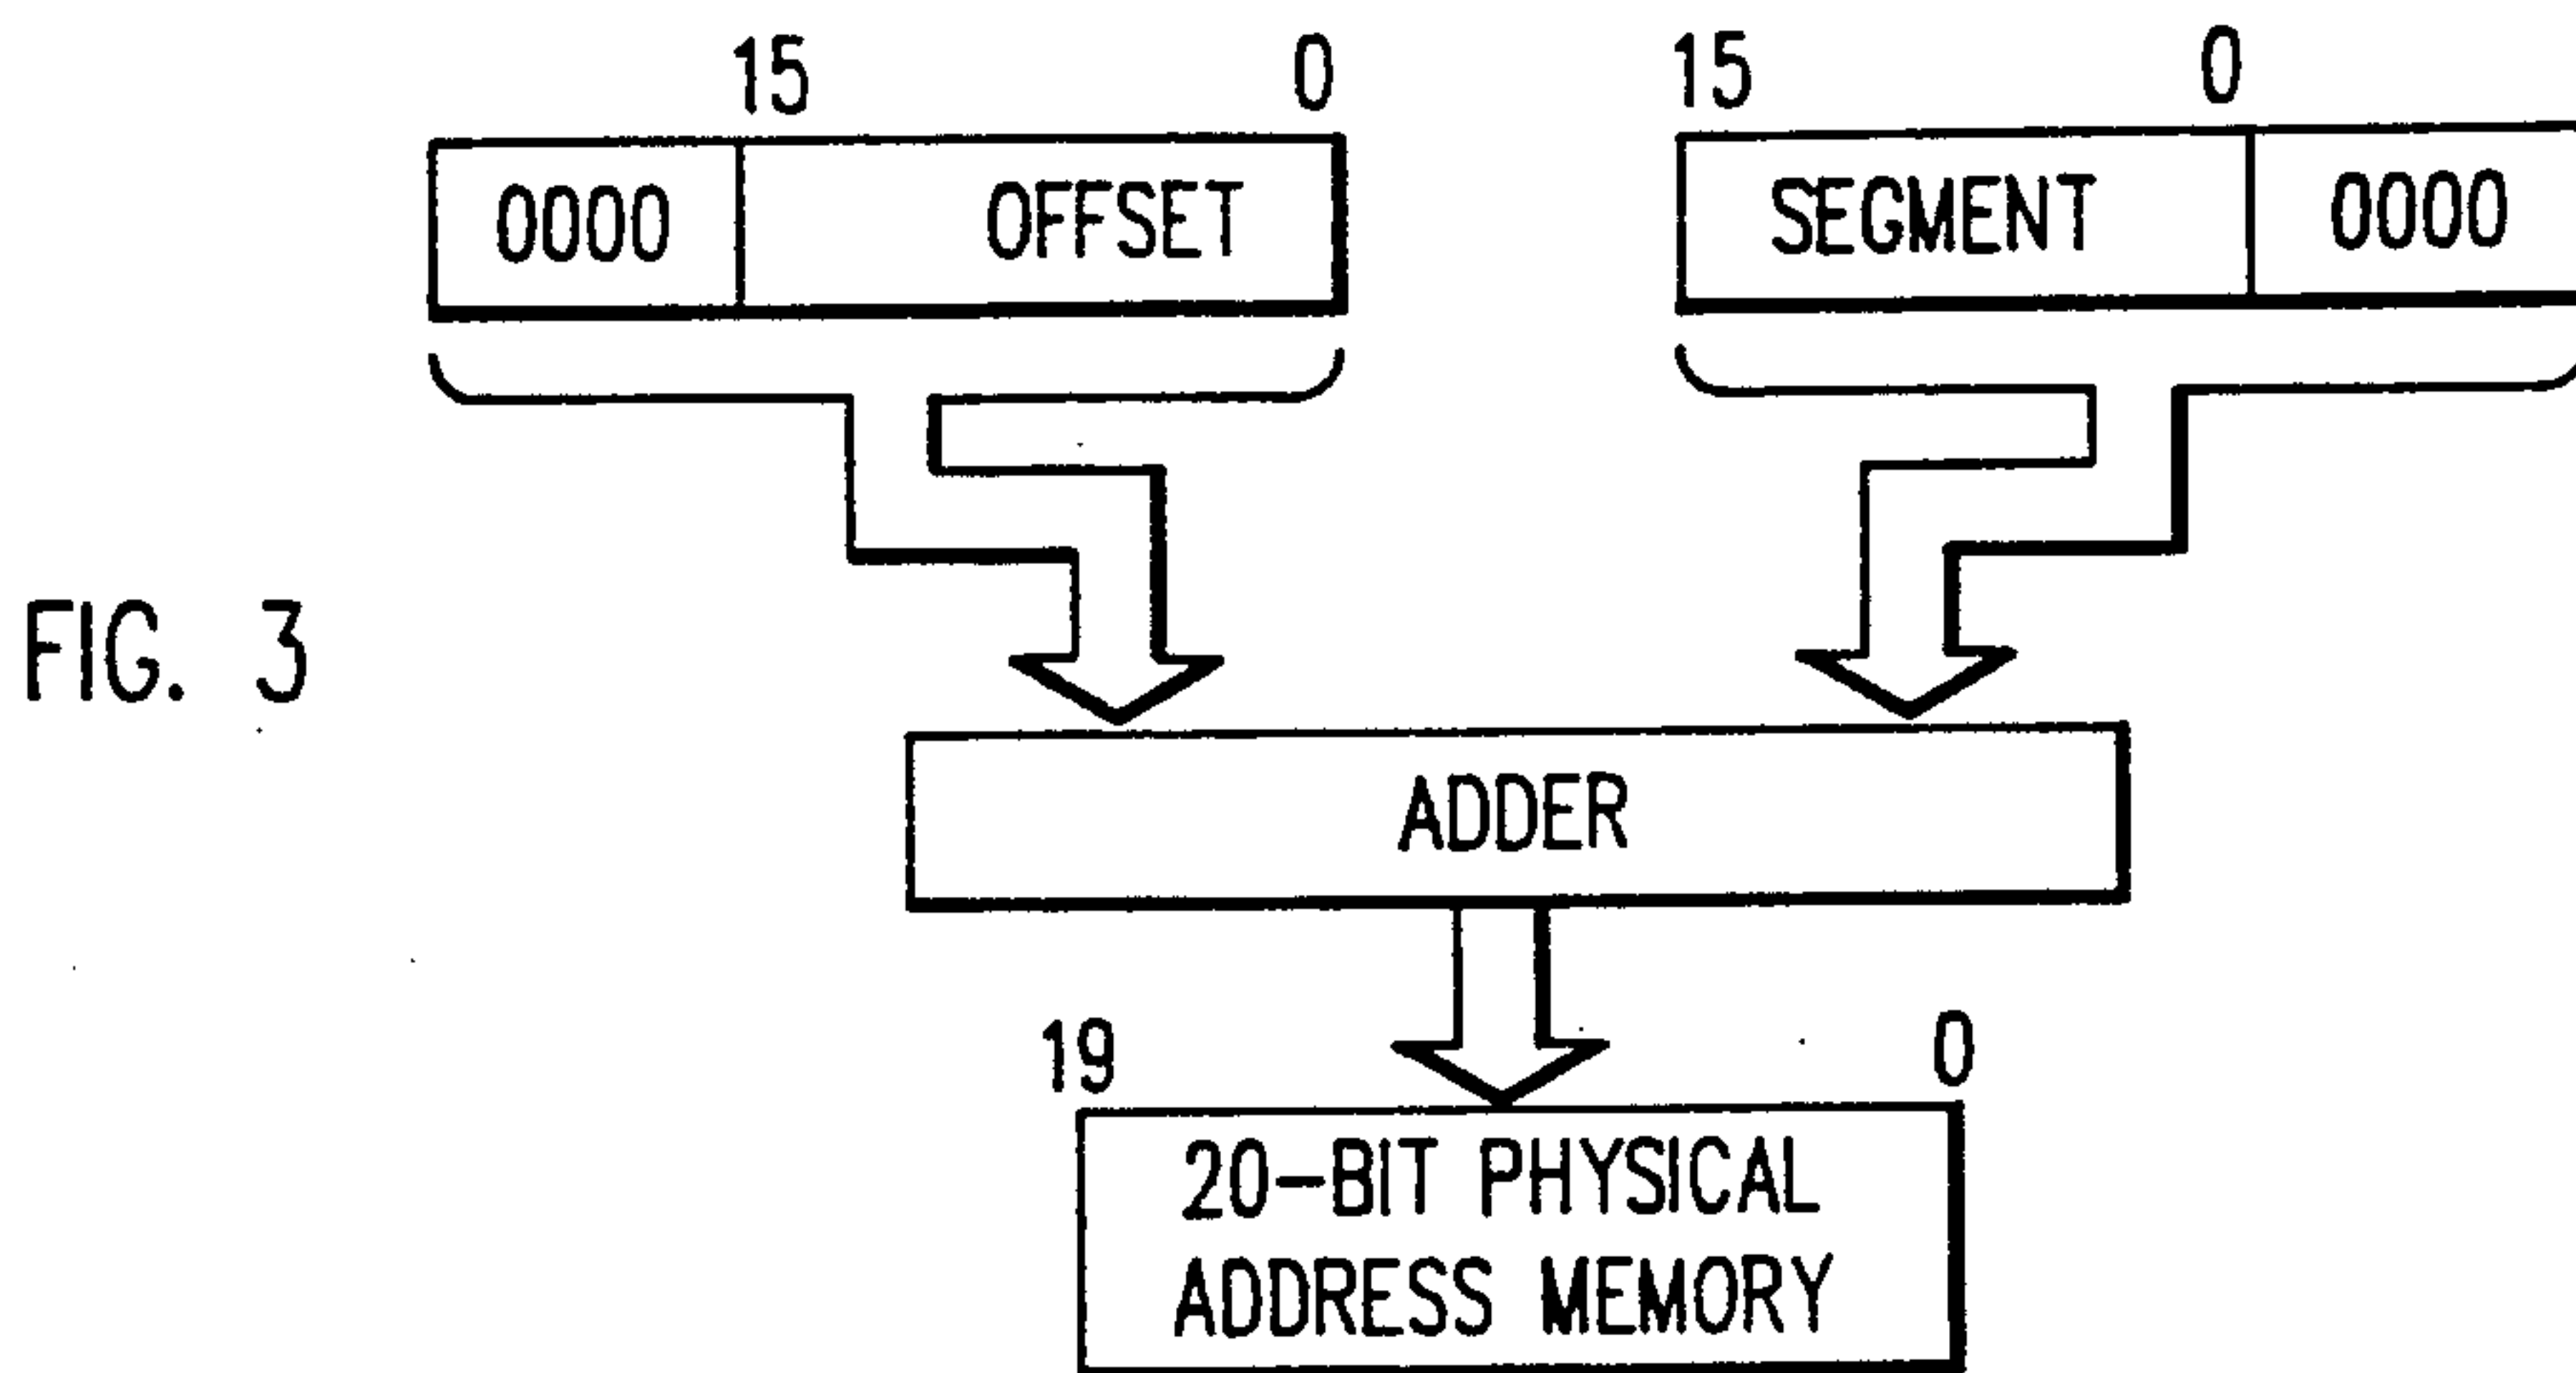 15 0 15 0
0000 OFFSET SEGMENT 0000
FIG. 3
ADDER
19 0
20-BIT PHYSICAL
ADDRESS MEMORY